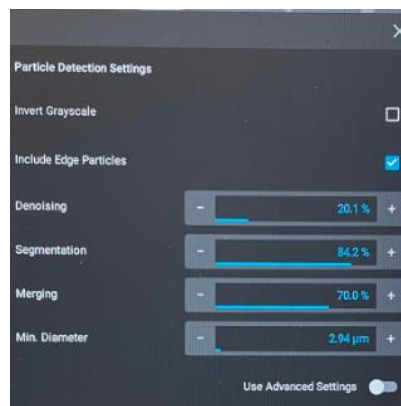 Particle Detection Settings
Invert Grayscale
Include Edge Particles
Denoising - 20.1 % +
Segmentation - 84.2 % +
Merging - 70.0 % +
Min. Diameter - 2.94 µm +
Use Advanced Settings